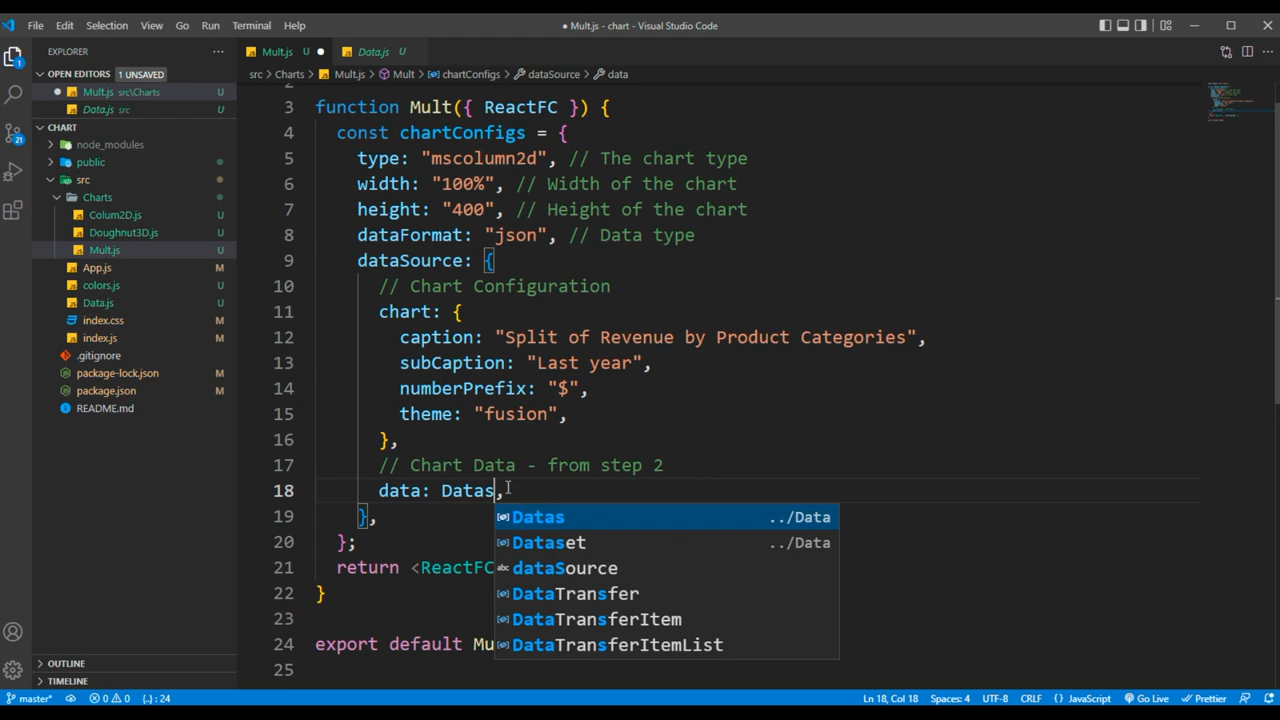 File Edit Selection View Go Run Terminal Help
● Mult.js - chart - Visual Studio Code
EXPLORER ···
OPEN EDITORS 1 UNSAVED
● Mult.js src\Charts U
Data.js src U
CHART
node_modules
public
src
Charts
Colum2D.js U
Doughnut3D.js U
Mult.js U
App.js M
colors.js U
Data.js U
index.css M
index.js M
.gitignore
package-lock.json M
package.json M
README.md
OUTLINE
TIMELINE
Mult.js U ●
Data.js U
src > Charts > Mult.js > Mult > chartConfigs > dataSource > data
2
3 function Mult({ ReactFC }) {
4 const chartConfigs = {
5 type: "mscolumn2d", // The chart type
6 width: "100%", // Width of the chart
7 height: "400", // Height of the chart
8 dataFormat: "json", // Data type
9 dataSource: {
10 // Chart Configuration
11 chart: {
12 caption: "Split of Revenue by Product Categories",
13 subCaption: "Last year",
14 numberPrefix: "$",
15 theme: "fusion",
16 },
17 // Chart Data - from step 2
18 data: Datas,
19 },
20 };
21 return <ReactFC
22 }
23
24 export default Mu
25
Datas ../Data
Dataset ../Data
abc dataSource
DataTransfer
DataTransferItem
DataTransferItemList
21
master* 0 0 {..} : 24
Ln 18, Col 18 Spaces: 4 UTF-8 CRLF { } JavaScript Go Live Prettier